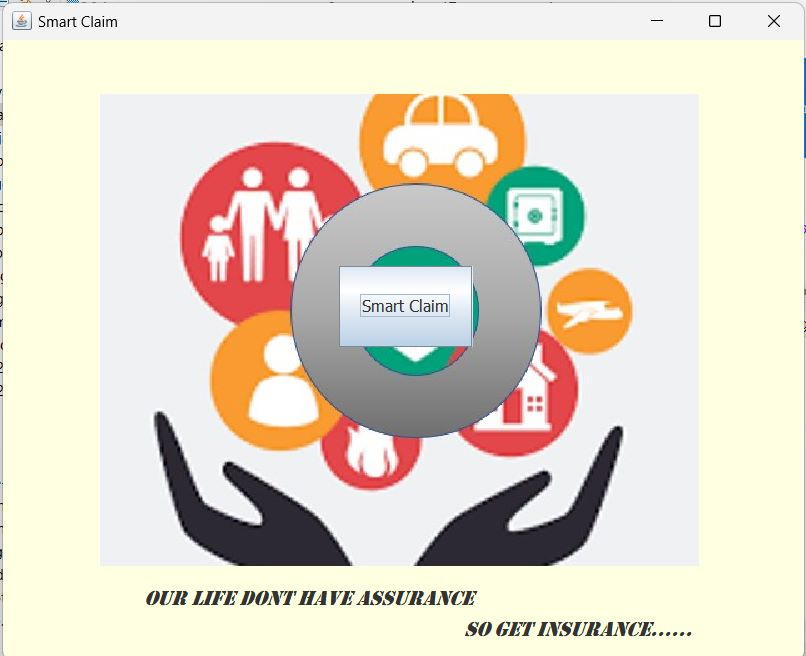 Smart Claim
Smart Claim
OUR LIFE DONT HAVE ASSURANCE
SO GET INSURANCE......